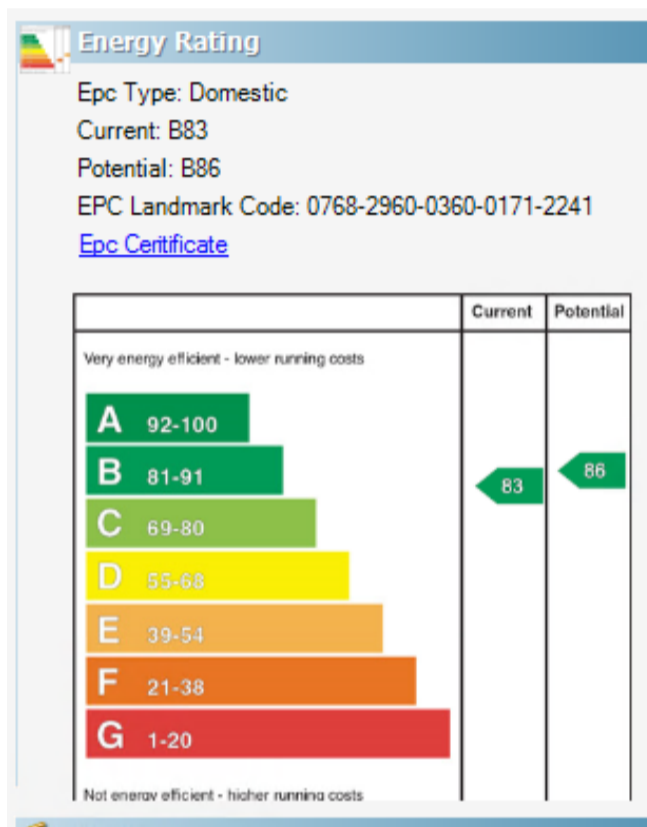 Energy Rating
Epc Type: Domestic
Current: B83
Potential: B86
EPC Landmark Code: 0768-2960-0360-0171-2241
Epc Ceritificate
Current Potential
Very energy efficient - lower running costs
A 92-100
B 81-91
83 86
C 69-80
D 55-68
E 39-54
F 21-38
G 1-20
Not energy efficient - higher running costs